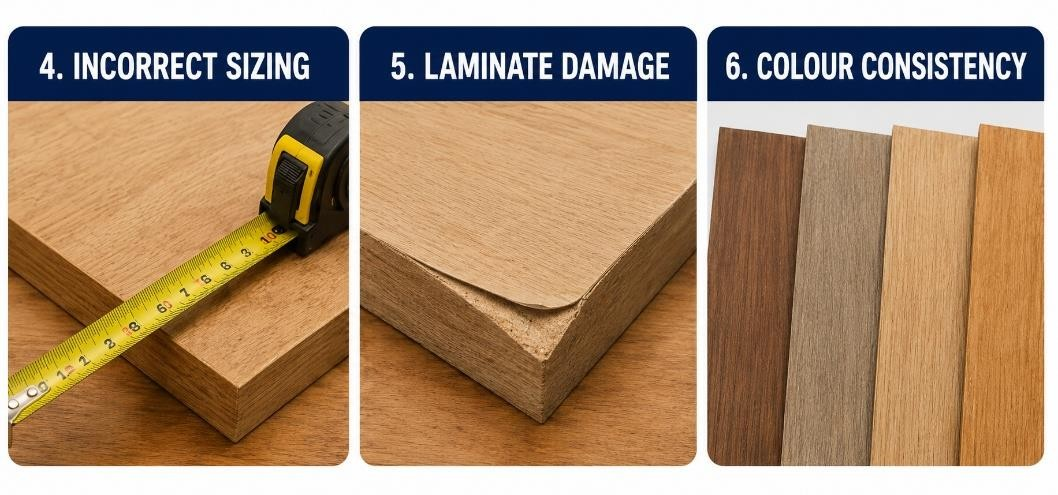 4. INCORRECT SIZING
5. LAMINATE DAMAGE
6. COLOUR CONSISTENCY